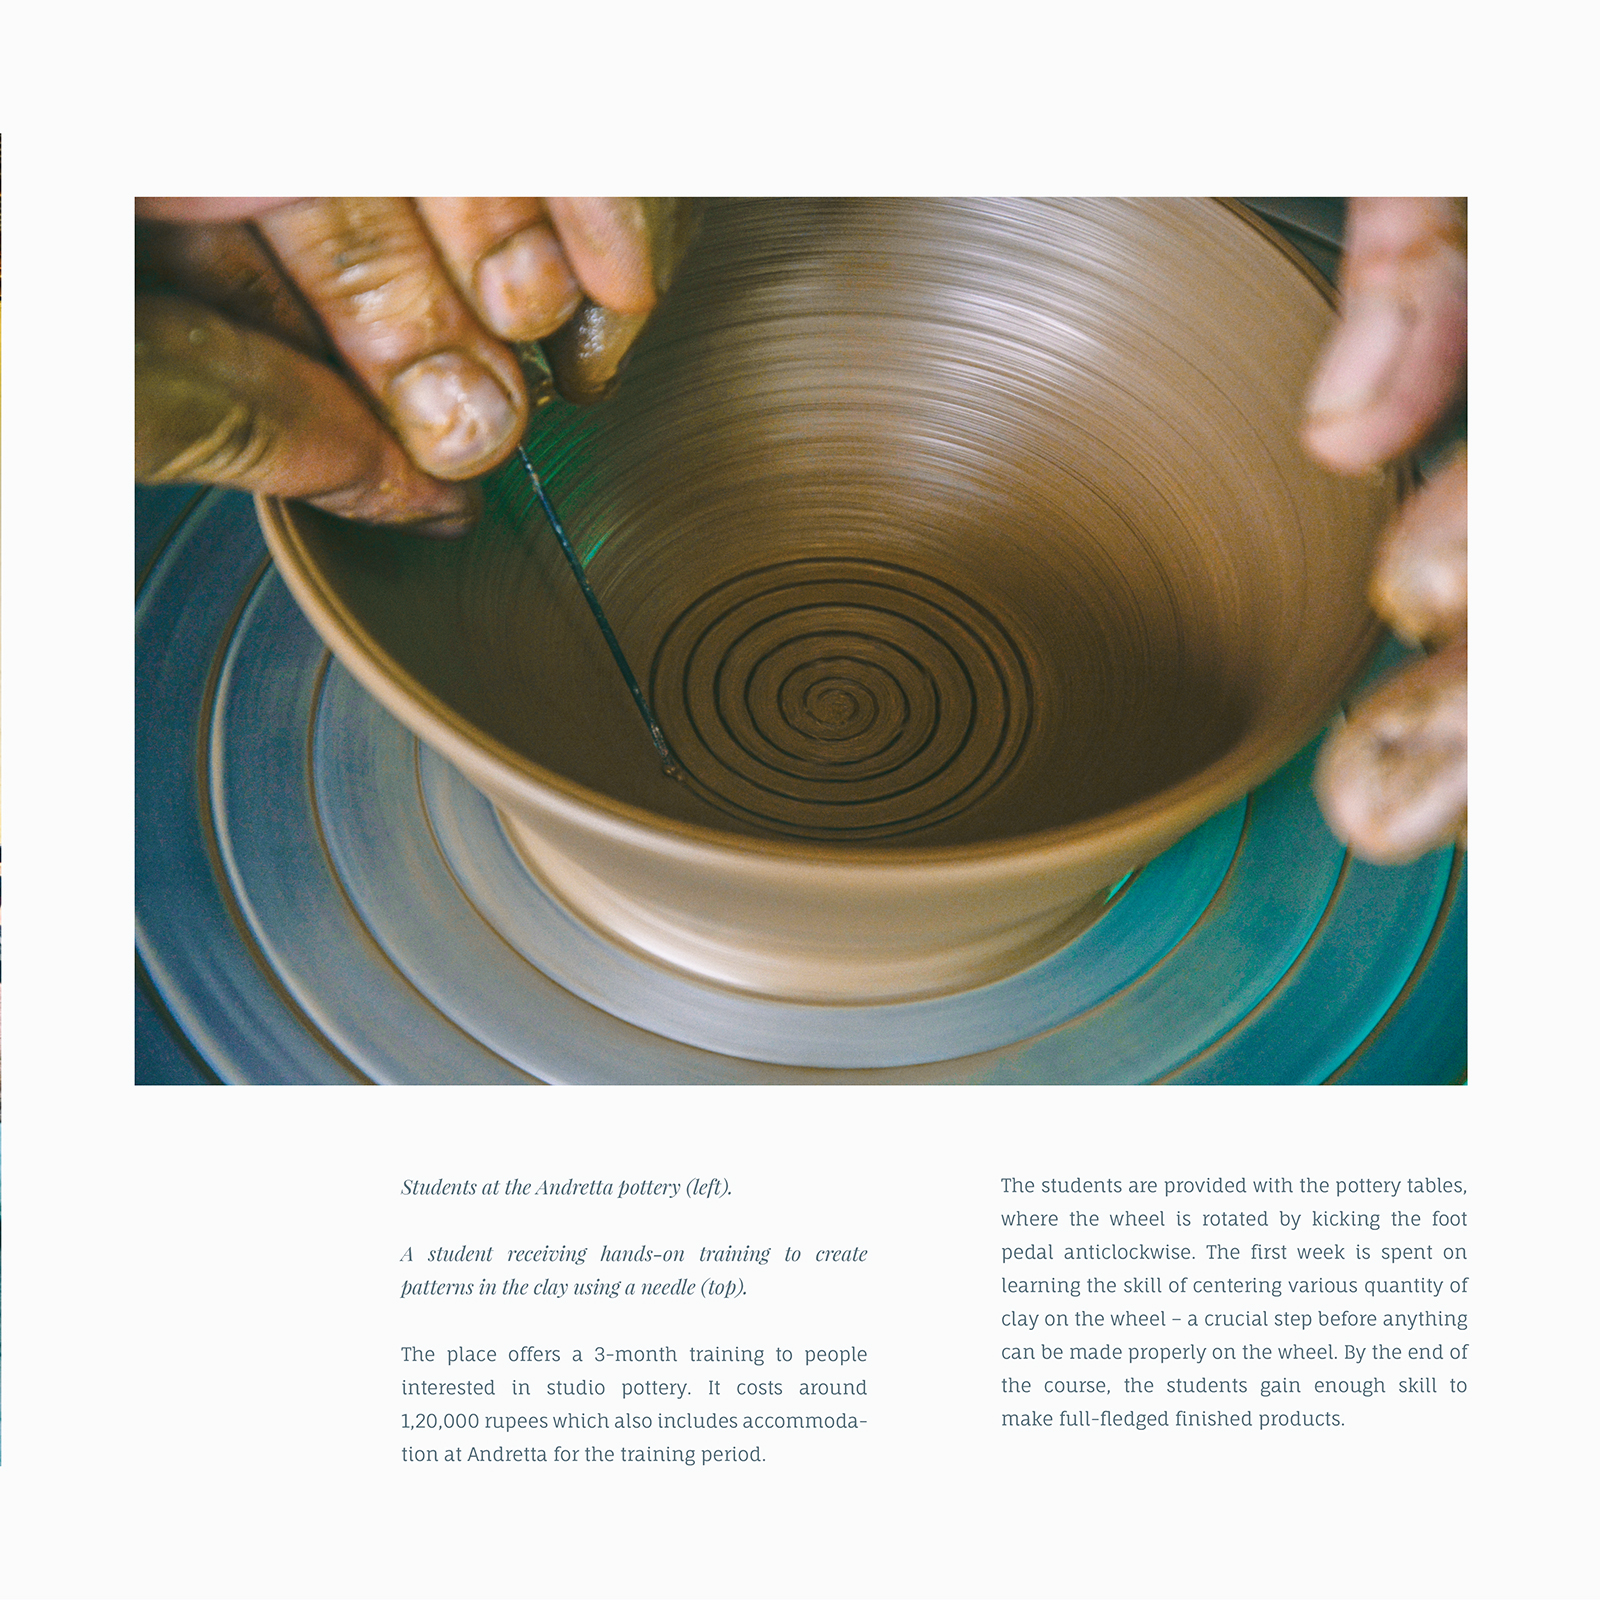 Students at the Andretta pottery (left).
A student receiving hands-on training to create
patterns in the clay using a needle (top).
The place offers a 3-month training to people
interested in studio pottery. It costs around
1,20,000 rupees which also includes accommoda-
tion at Andretta for the training period.
The students are provided with the pottery tables,
where the wheel is rotated by kicking the foot
pedal anticlockwise. The first week is spent on
learning the skill of centering various quantity of
clay on the wheel – a crucial step before anything
can be made properly on the wheel. By the end of
the course, the students gain enough skill to
make full-fledged finished products.